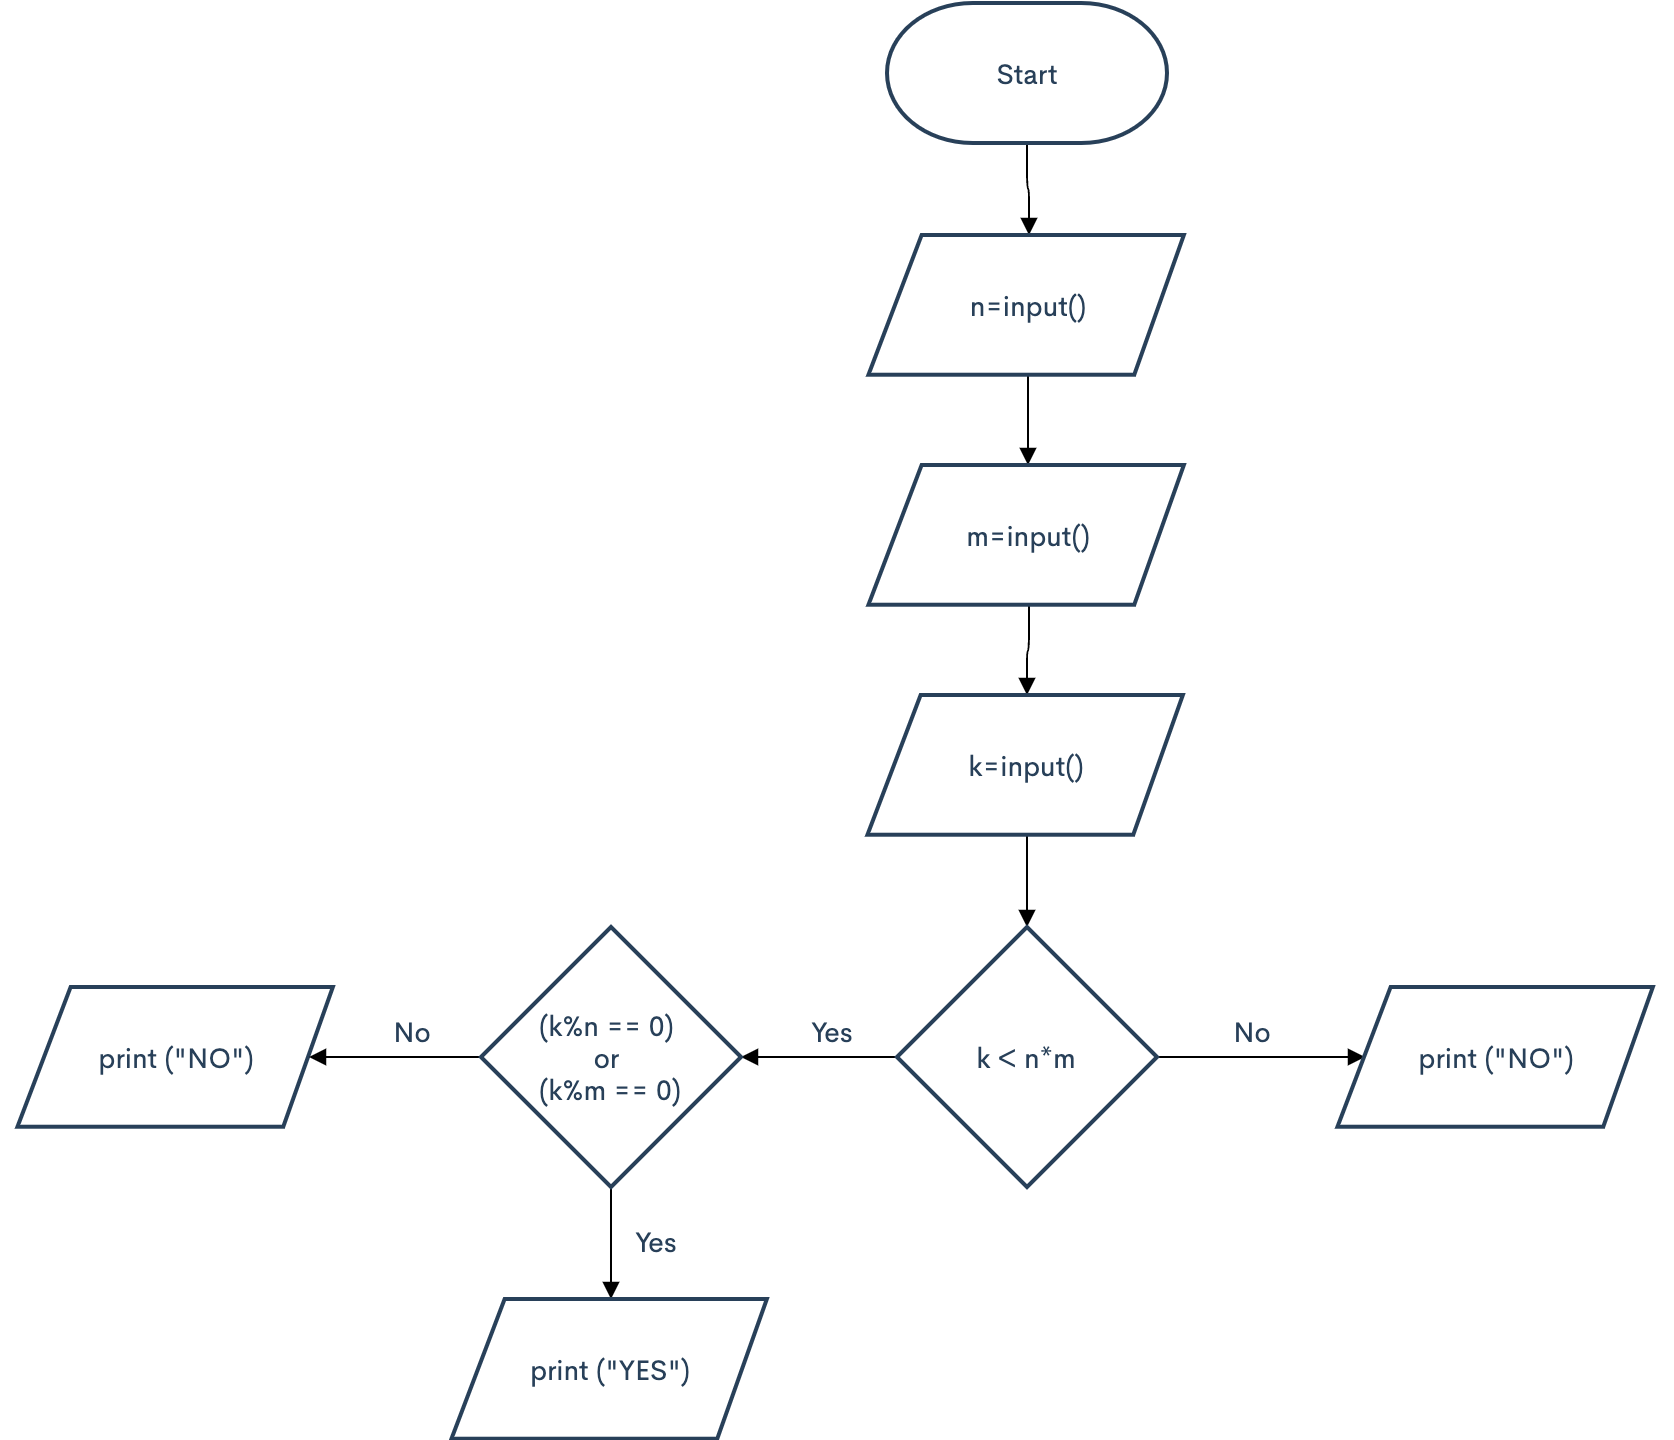 Start
n=input()
m=input()
k=input()
k < n*m
Yes
No
(k%n == 0)
or
(k%m == 0)
No
print ("NO")
print ("NO")
Yes
print ("YES")